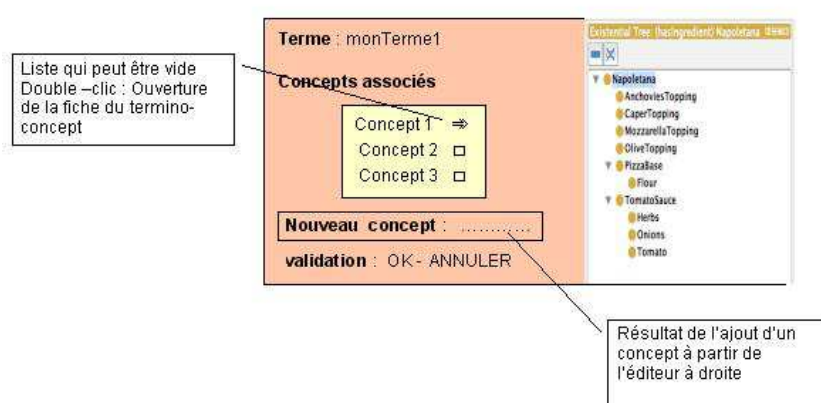 Terme : monTerme1
Existential Tree: (hasIngredient) Napoletana
Liste qui peut être vide
Double –clic : Ouverture
de la fiche du termino-
concept
Concepts associés
Concept 1 ⇒
Concept 2 □
Concept 3 □
Napoletana
AnchoviesTopping
CaperTopping
MozzarellaTopping
OliveTopping
PizzaBase
Flour
TomatoSauce
Herbs
Onions
Tomato
Nouveau concept : ............
validation : OK - ANNULER
Résultat de l'ajout d'un
concept à partir de
l'éditeur à droite